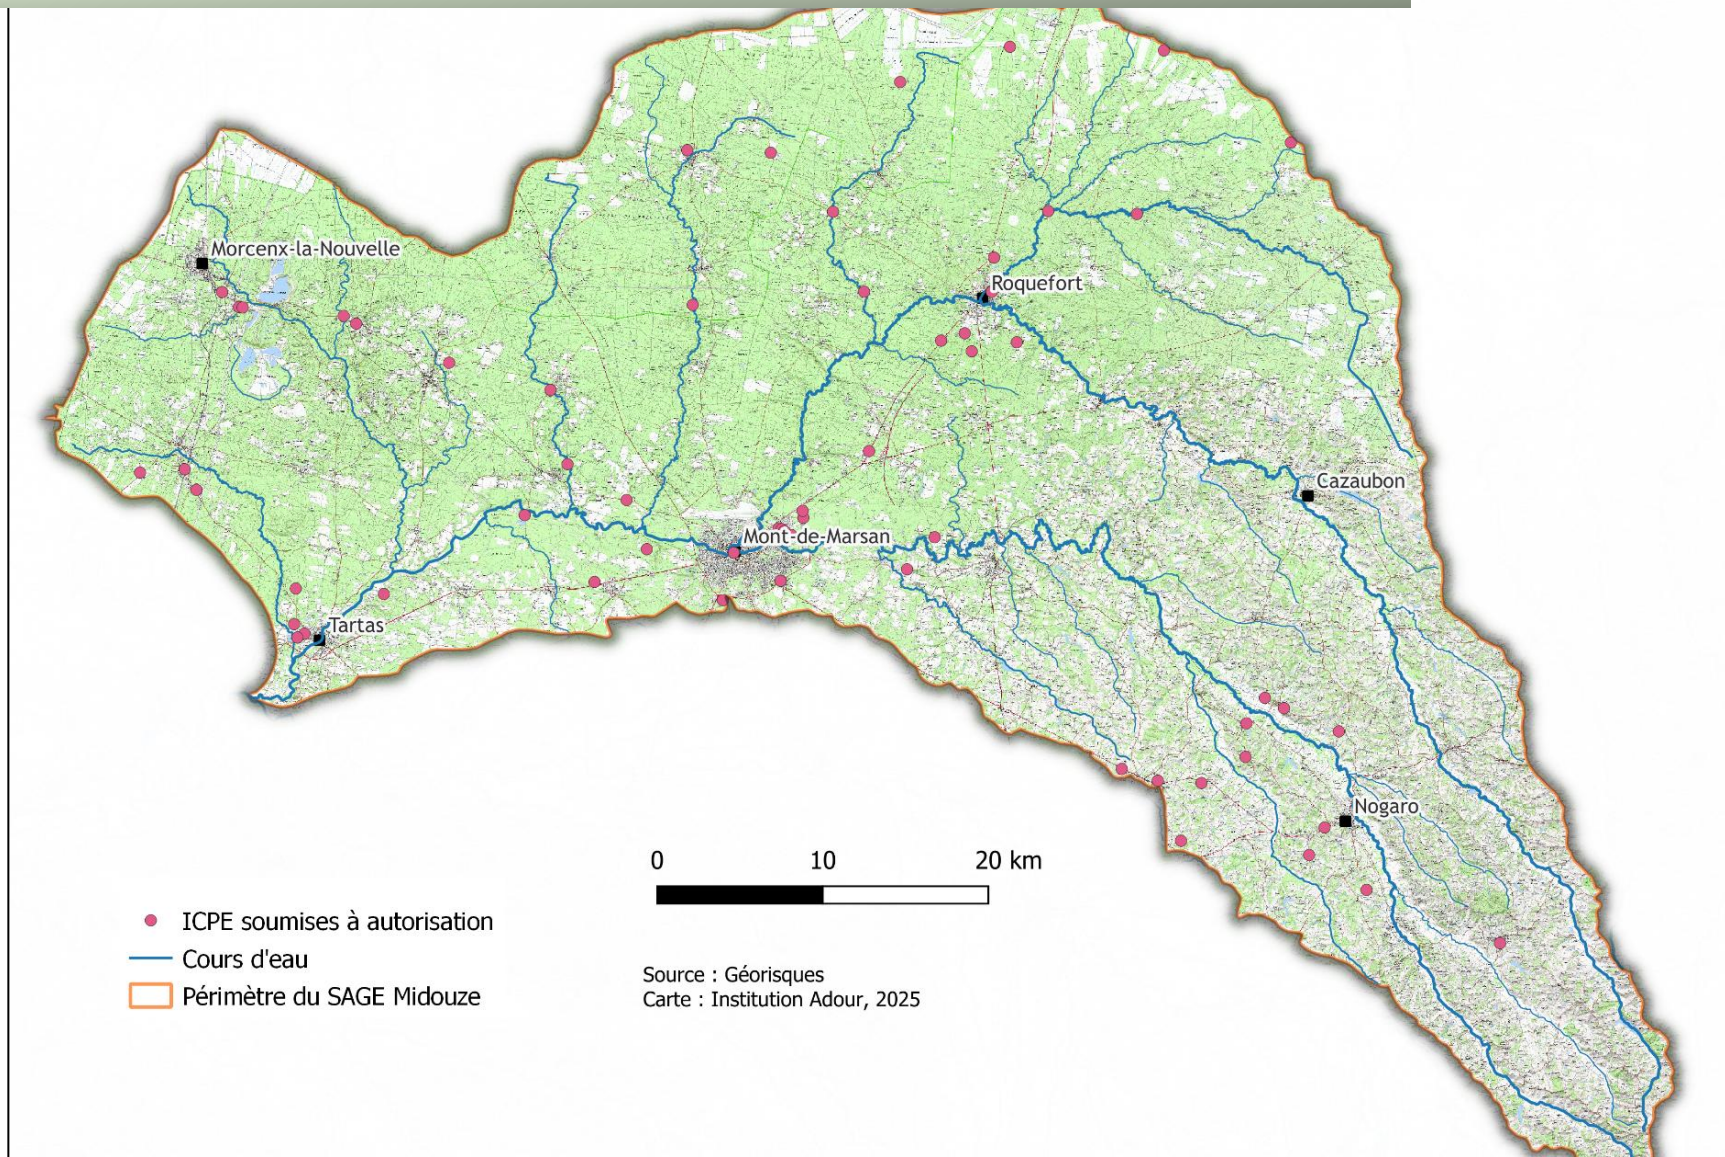 Morcenx-la-Nouvelle
Roquefort
Cazaubon
Mont-de-Marsan
Tartas
Nogaro
0 10 20 km
ICPE soumises à autorisation
Cours d'eau
Périmètre du SAGE Midouze
Source : Géorisques
Carte : Institution Adour, 2025